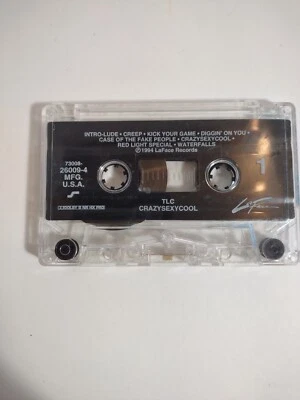 INTRO-LUDE • CREEP • KICK YOUR GAME • DIGGIN' ON YOU •
CASE OF THE FAKE PEOPLE • CRAZYSEXYCOOL •
RED LIGHT SPECIAL • WATERFALLS
©1994 LaFace Records
73008-
26009-4
MFG.
U.S.A.
1
TLC
CRAZYSEXYCOOL
LaFace